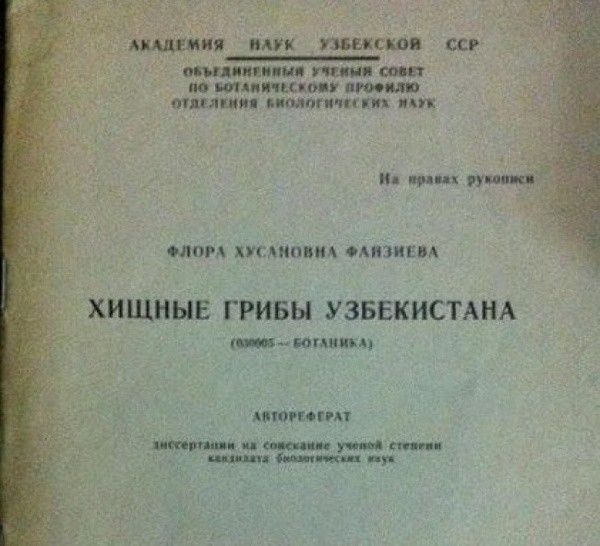 АКАДЕМИЯ НАУК УЗБЕКСКОЙ ССР
ОБЪЕДИНЕННЫЙ УЧЕНЫЙ СОВЕТ
ПО БОТАНИЧЕСКОМУ ПРОФИЛЮ
ОТДЕЛЕНИЯ БИОЛОГИЧЕСКИХ НАУК
На правах рукописи
ФЛОРА ХУСАНОВНА ФАЙЗИЕВА
ХИЩНЫЕ ГРИБЫ УЗБЕКИСТАНА
(030005 — БОТАНИКА)
АВТОРЕФЕРАТ
диссертации на соискание ученой степени
кандидата биологических наук